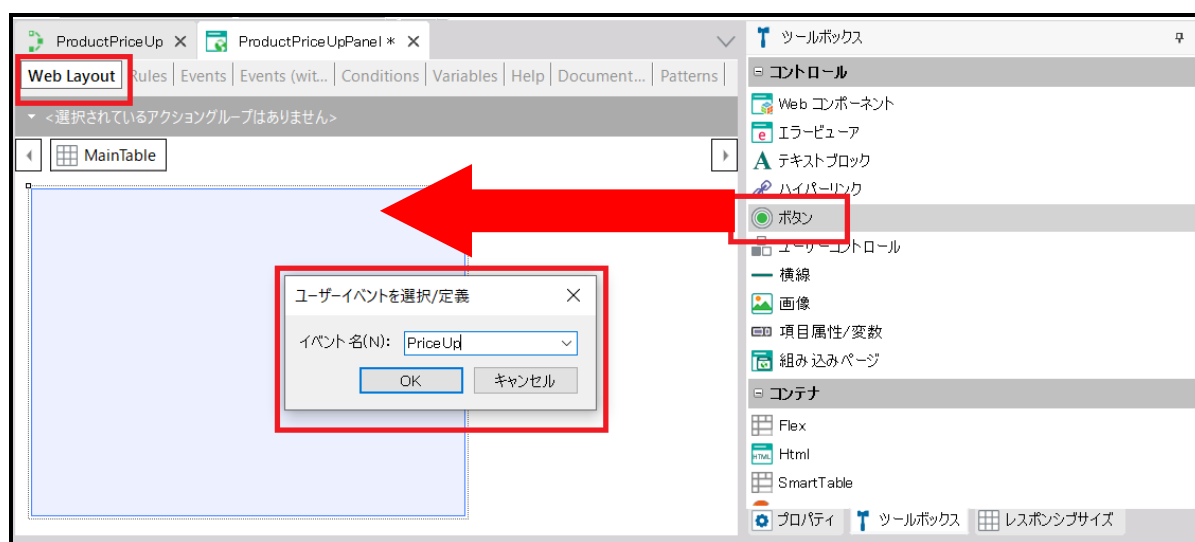 ProductPriceUp
ProductPriceUpPanel *
Web Layout Rules Events Events (wit... Conditions Variables Help Document... Patterns
<選択されているアクショングループはありません>
MainTable
ユーザーイベントを選択/定義
イベント名(N): PriceUp
OK キャンセル
ツールボックス
コントロール
Web コンポーネント
エラービューア
テキストブロック
ハイパーリンク
ボタン
ユーザーコントロール
横線
画像
項目属性/変数
組み込みページ
コンテナ
Flex
Html
SmartTable
プロパティ ツールボックス レスポンシブサイズ